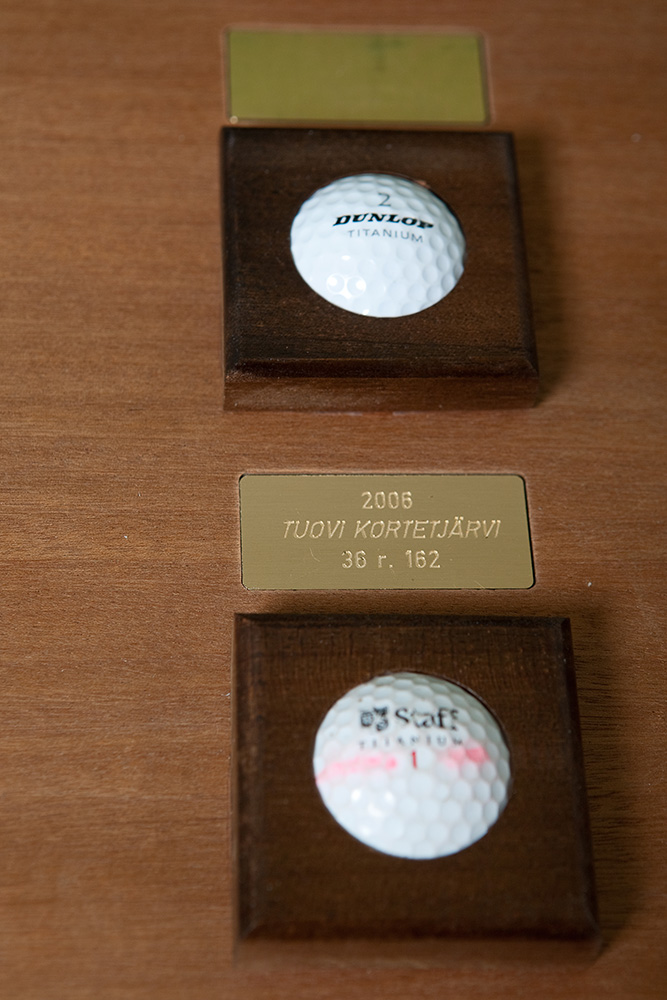 2
DUNLOP
TITANIUM
2006
TUOVI KORTETJÄRVI
36 r. 162
Staff
TITANIUM
1